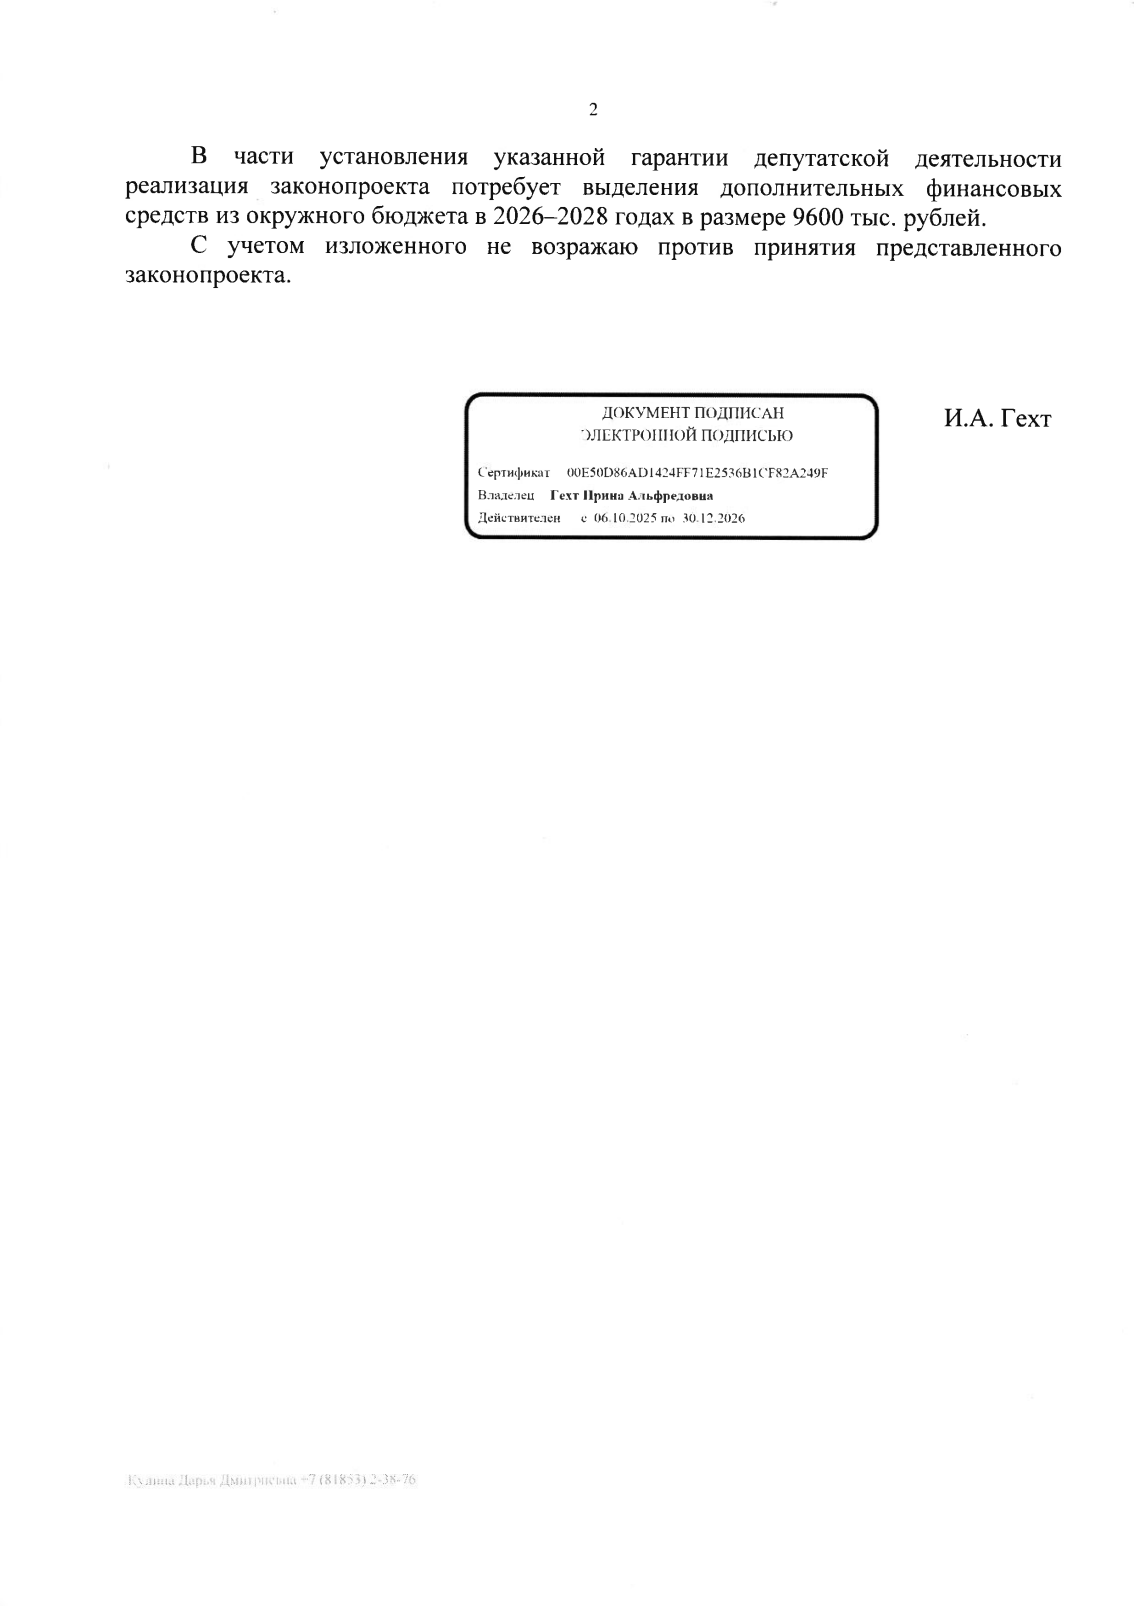 2
В части установления указанной гарантии депутатской деятельности
реализация законопроекта потребует выделения дополнительных финансовых
средств из окружного бюджета в 2026–2028 годах в размере 9600 тыс. рублей.
С учетом изложенного не возражаю против принятия представленного
законопроекта.
ДОКУМЕНТ ПОДПИСАН
ЭЛЕКТРОННОЙ ПОДПИСЬЮ
И.А. Гехт
Сертификат 00E50D86AD1424FF71E2536B1CF82A249F
Владелец Гехт Ирина Альфредовна
Действителен с 06.10.2025 по 30.12.2026
Дарья Дмитриевна +7 (81853) 2-38-76